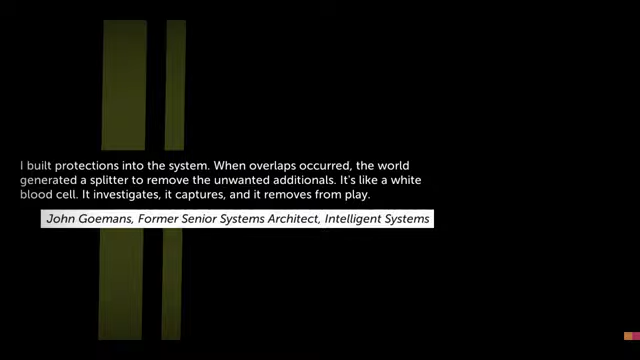 I built protections into the system. When overlaps occurred, the world
generated a splitter to remove the unwanted additionals. It's like a white
blood cell. It investigates, it captures, and it removes from play.
John Goemans, Former Senior Systems Architect, Intelligent Systems